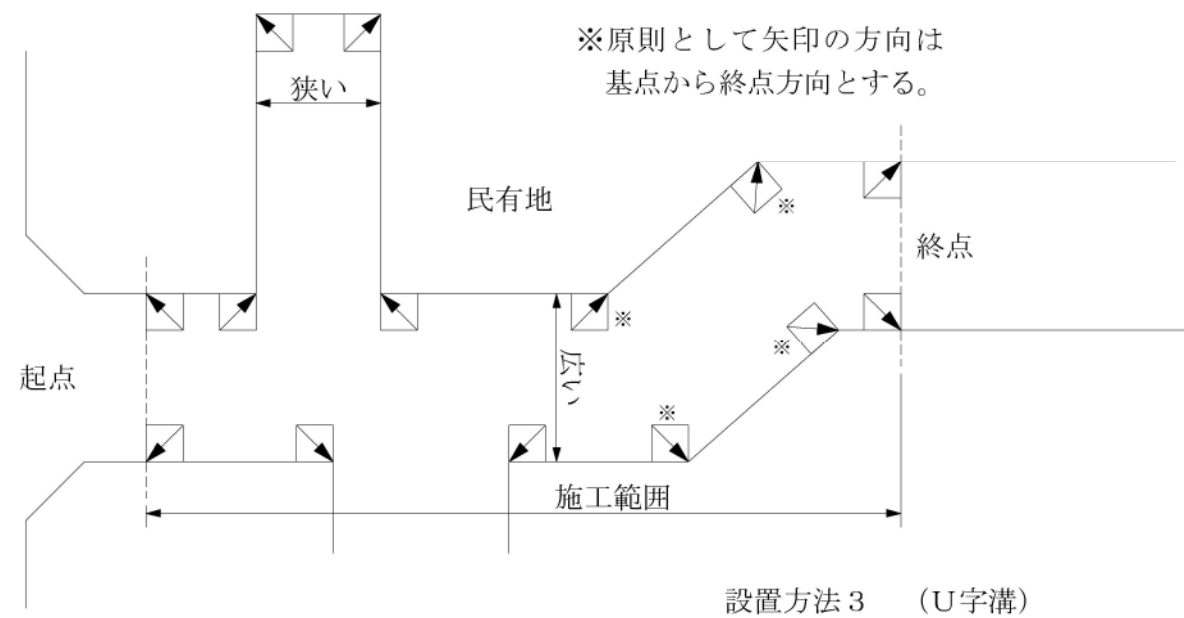 ※原則として矢印の方向は
基点から終点方向とする。
狭い
民有地
※
終点
※
広い
※
起点
※
施工範囲
設置方法3 (U字溝)